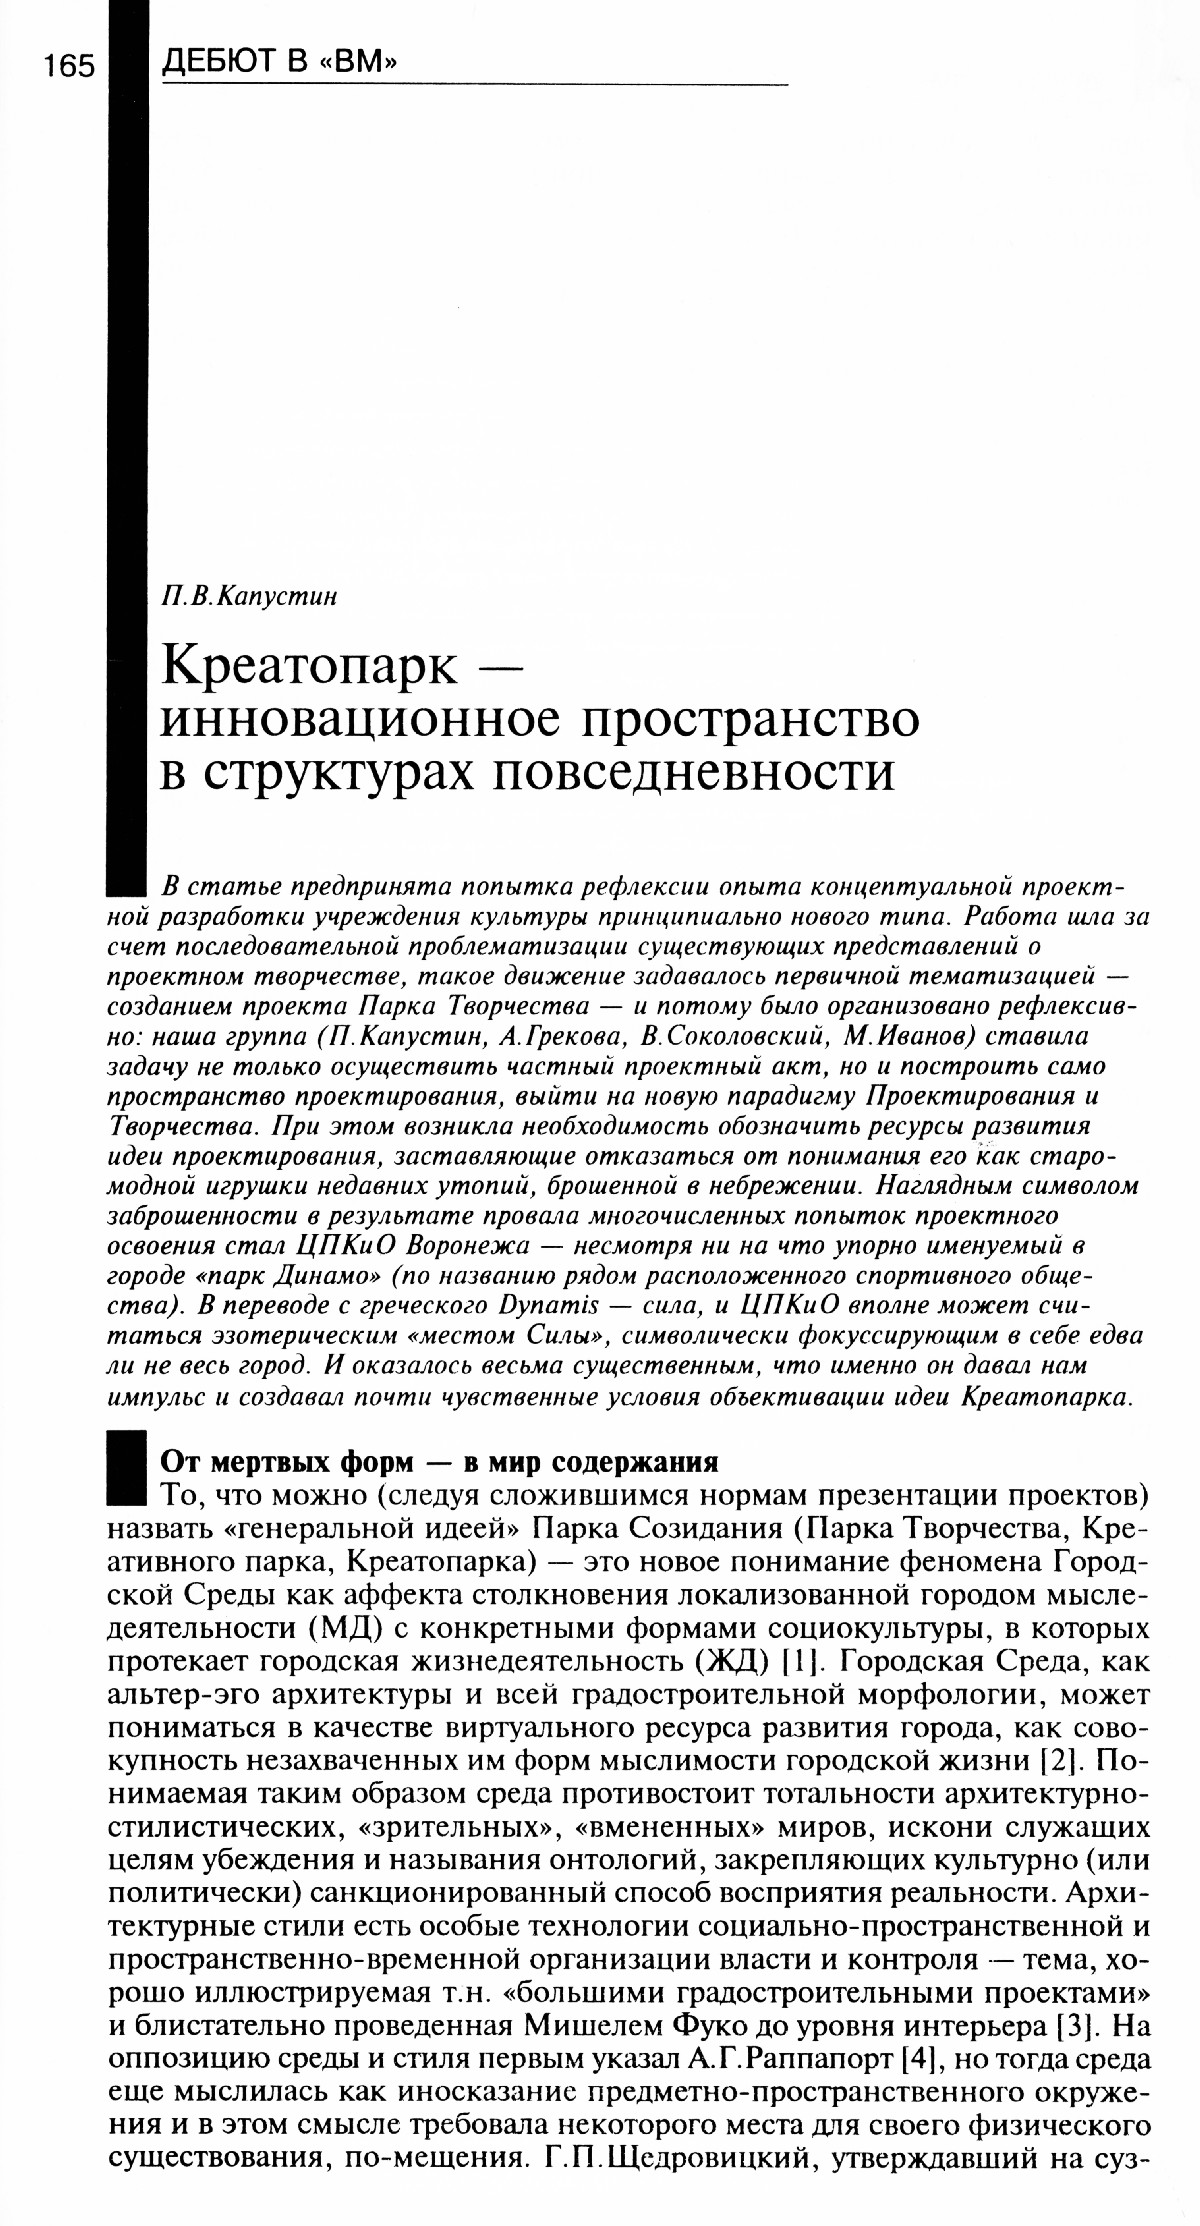 165
ДЕБЮТ В «ВМ»
П.В.Капустин
Креатопарк —
инновационное пространство
в структурах повседневности
В статье предпринята попытка рефлексии опыта концептуальной проект-
ной разработки учреждения культуры принципиально нового типа. Работа шла за
счет последовательной проблематизации существующих представлений о
проектном творчестве, такое движение задавалось первичной тематизацией —
созданием проекта Парка Творчества — и потому было организовано рефлексив-
но: наша группа (П.Капустин, А.Грекова, В.Соколовский, М.Иванов) ставила
задачу не только осуществить частный проектный акт, но и построить само
пространство проектирования, выйти на новую парадигму Проектирования и
Творчества. При этом возникла необходимость обозначить ресурсы развития
идеи проектирования, заставляющие отказаться от понимания его как старо-
модной игрушки недавних утопий, брошенной в небрежении. Наглядным символом
заброшенности в результате провала многочисленных попыток проектного
освоения стал ЦПКиО Воронежа — несмотря ни на что упорно именуемый в
городе «парк Динамо» (по названию рядом расположенного спортивного обще-
ства). В переводе с греческого Dynamis — сила, и ЦПКиО вполне может счи-
таться эзотерическим «местом Силы», символически фокуссирующим в себе едва
ли не весь город. И оказалось весьма существенным, что именно он давал нам
импульс и создавал почти чувственные условия объективации идеи Креатопарка.
От мертвых форм — в мир содержания
То, что можно (следуя сложившимся нормам презентации проектов)
назвать «генеральной идеей» Парка Созидания (Парка Творчества, Кре-
ативного парка, Креатопарка) — это новое понимание феномена Город-
ской Среды как аффекта столкновения локализованной городом мысле-
деятельности (МД) с конкретными формами социокультуры, в которых
протекает городская жизнедеятельность (ЖД) [1]. Городская Среда, как
альтер-эго архитектуры и всей градостроительной морфологии, может
пониматься в качестве виртуального ресурса развития города, как сово-
купность незахваченных им форм мыслимости городской жизни [2]. По-
нимаемая таким образом среда противостоит тотальности архитектурно-
стилистических, «зрительных», «вмененных» миров, искони служащих
целям убеждения и называния онтологий, закрепляющих культурно (или
политически) санкционированный способ восприятия реальности. Архи-
тектурные стили есть особые технологии социально-пространственной и
пространственно-временной организации власти и контроля — тема, хо-
рошо иллюстрируемая т.н. «большими градостроительными проектами»
и блистательно проведенная Мишелем Фуко до уровня интерьера [3]. На
оппозицию среды и стиля первым указал А.Г.Раппапорт [4], но тогда среда
еще мыслилась как иносказание предметно-пространственного окруже-
ния и в этом смысле требовала некоторого места для своего физического
существования, по-мещения. Г.П.Щедровицкий, утверждавший на суз-